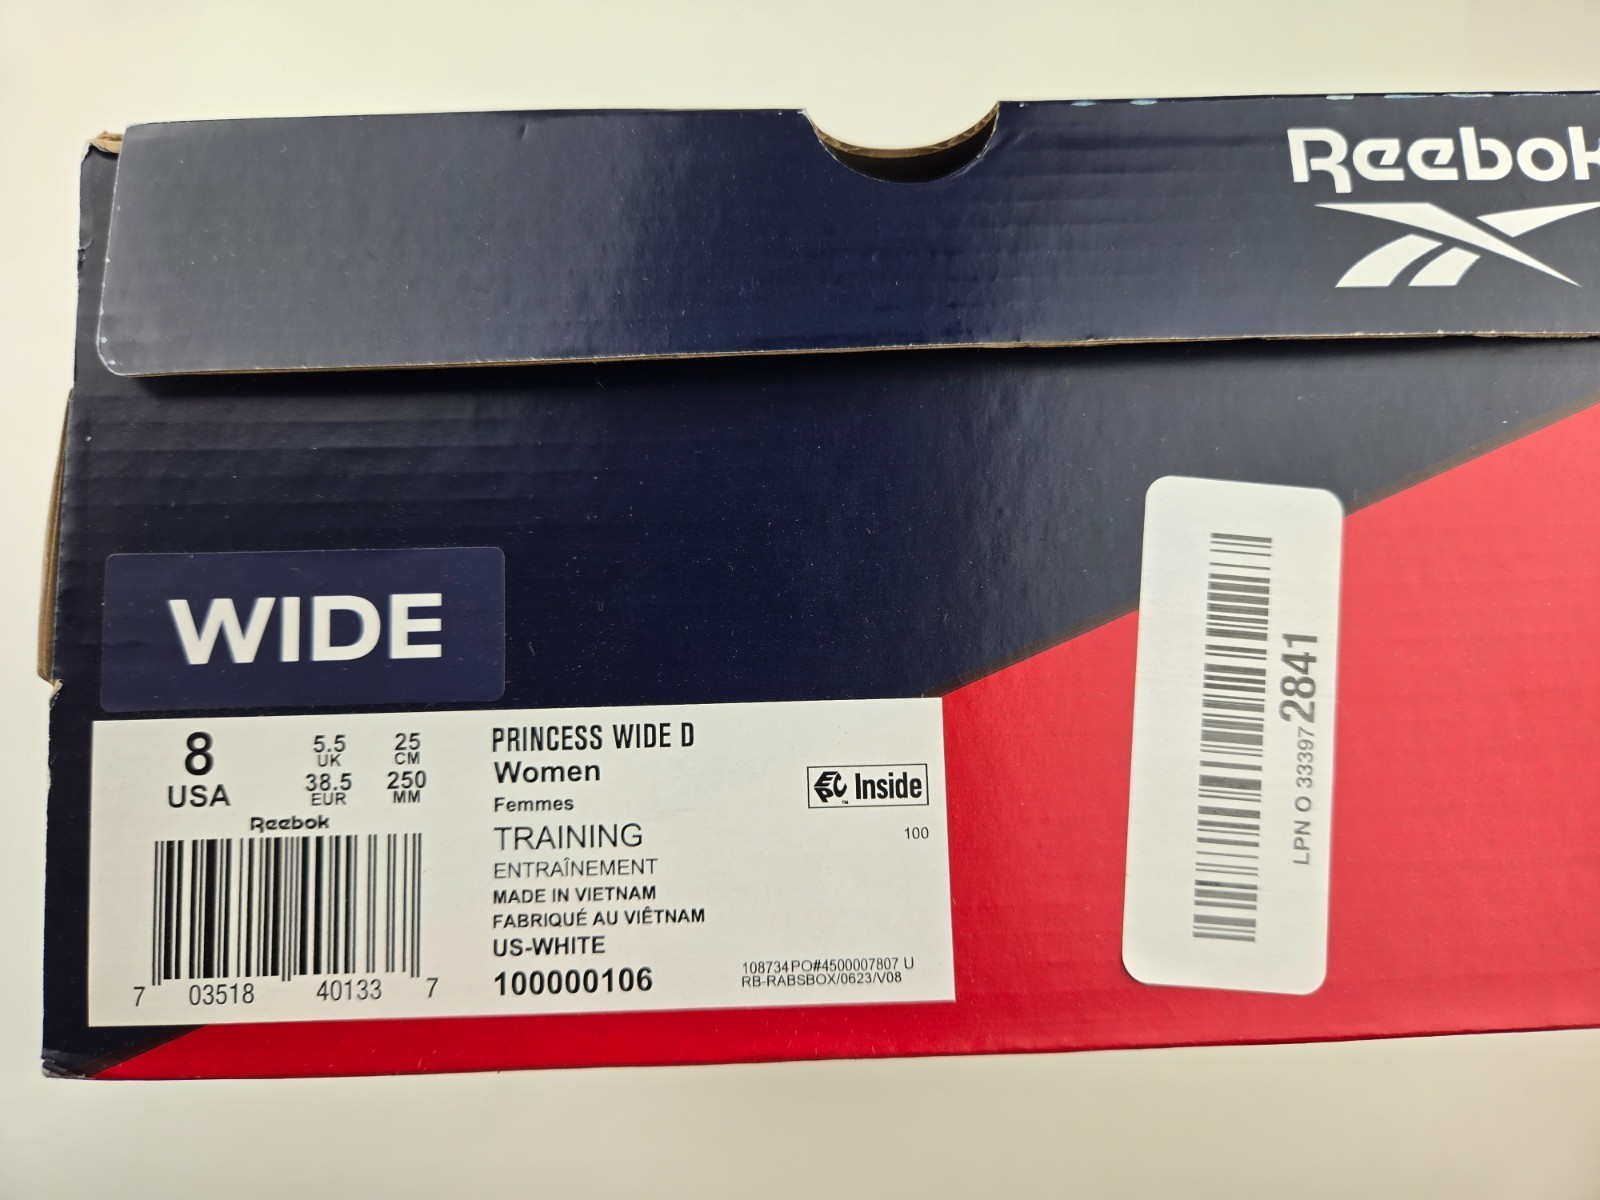 Reebok
WIDE
8
USA
5.5
UK
38.5
EUR
25
CM
250
MM
Reebok
7 03518 40133 7
PRINCESS WIDE D
Women
Femmes
TRAINING
ENTRAÎNEMENT
MADE IN VIETNAM
FABRIQUÉ AU VIÊTNAM
US-WHITE
100000106
EPC Inside
™
100
108734PO#4500007807 U
RB-RABSBOX/0623/V08
LPN O 33397 2841